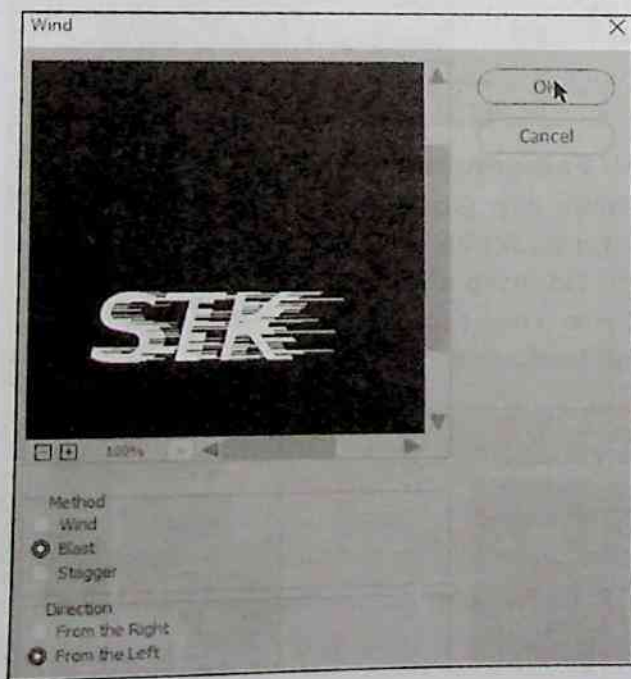 Wind
OK
Cancel
STK
100%
Method
Wind
Blast
Stagger
Direction
From the Right
From the Left